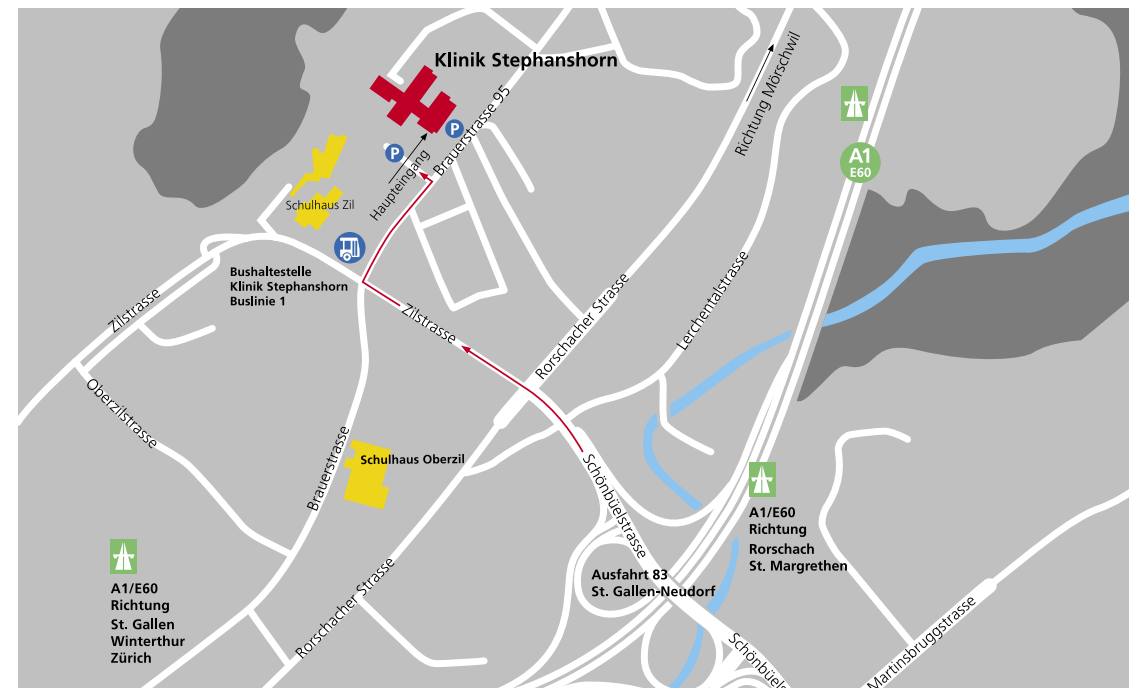 Klinik Stephanshorn
Brauerstrasse 95
Richtung Mörschwil
P
P
A1
E60
Haupteingang
Schulhaus Zil
Bushaltestelle
Klinik Stephanshorn
Buslinie 1
Zilstrasse
Zilstrasse
Rorschacher Strasse
Lerchentalstrasse
Oberzilstrasse
Brauerstrasse
Schulhaus Oberzil
Schönbüelstrasse
A1/E60
Richtung
Rorschach
St. Margrethen
Ausfahrt 83
St. Gallen-Neudorf
A1/E60
Richtung
St. Gallen
Winterthur
Zürich
Rorschacher Strasse
Martinsbruggstrasse